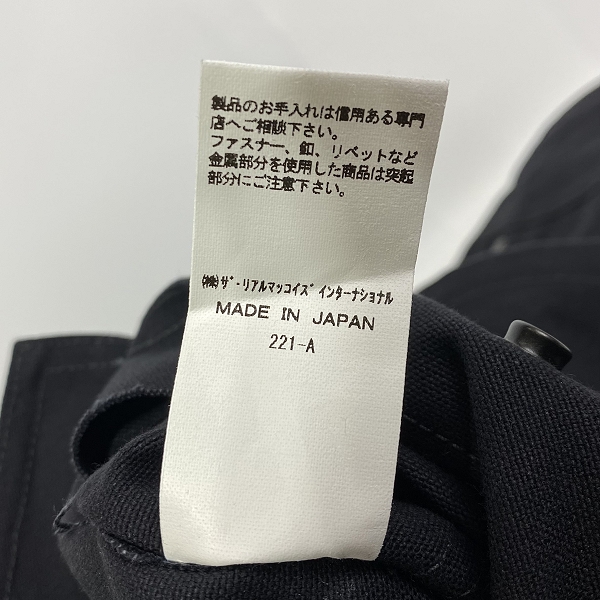 製品のお手入れは信用ある専門
店へご相談下さい。
ファスナー、釦、リベットなど
金属部分を使用した商品は突起
部分にご注意下さい。
㈱ｻﾞ･リアルマッコイｽﾞインターナショナル
MADE IN JAPAN
221-A